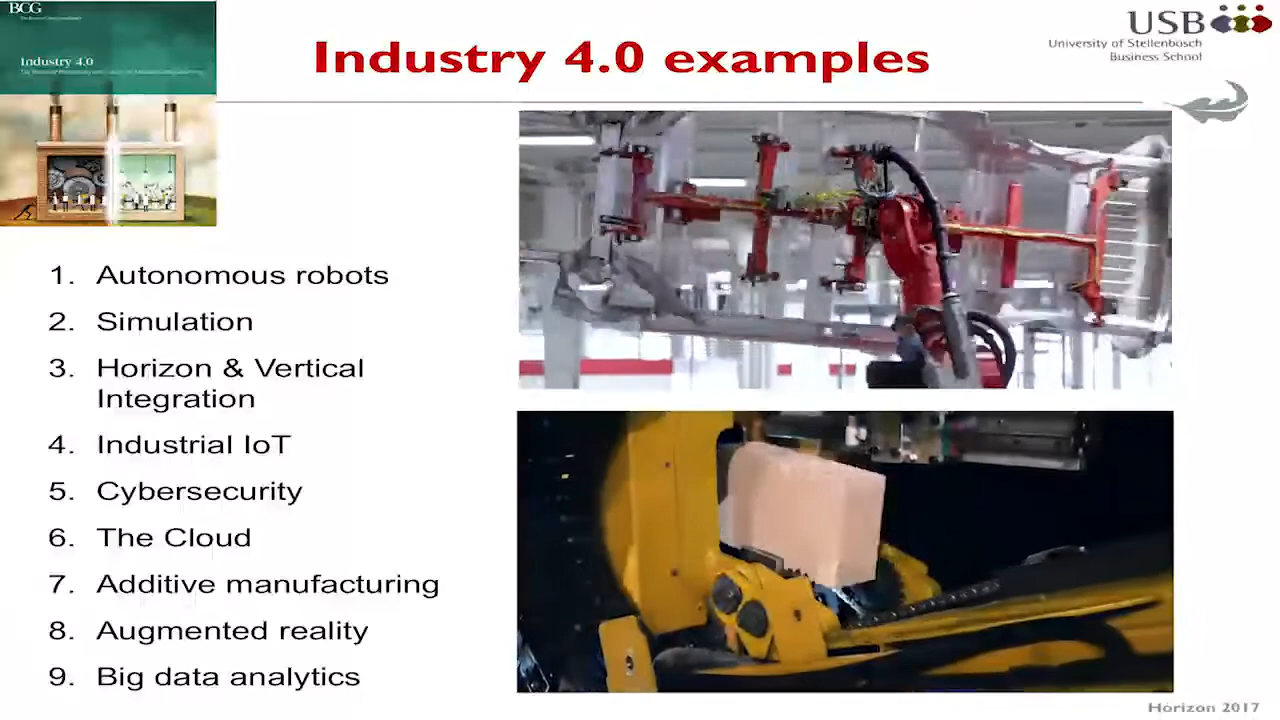 BCG
Industry 4.0
Industry 4.0 examples
USB
University of Stellenbosch
Business School
1. Autonomous robots
2. Simulation
3. Horizon & Vertical
Integration
4. Industrial IoT
5. Cybersecurity
6. The Cloud
7. Additive manufacturing
8. Augmented reality
9. Big data analytics
Horizon 2017